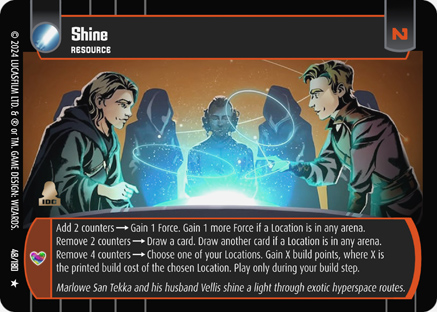 Shine
RESOURCE
N
© 2024 LUCASFILM LTD. & ® or TM. GAME DESIGN: WIZARDS.
IDC
Add 2 counters → Gain 1 Force. Gain 1 more Force if a Location is in any arena.
Remove 2 counters → Draw a card. Draw another card if a Location is in any arena.
Remove 4 counters → Choose one of your Locations. Gain X build points, where X is
the printed build cost of the chosen Location. Play only during your build step.
Marlowe San Tekka and his husband Vellis shine a light through exotic hyperspace routes.